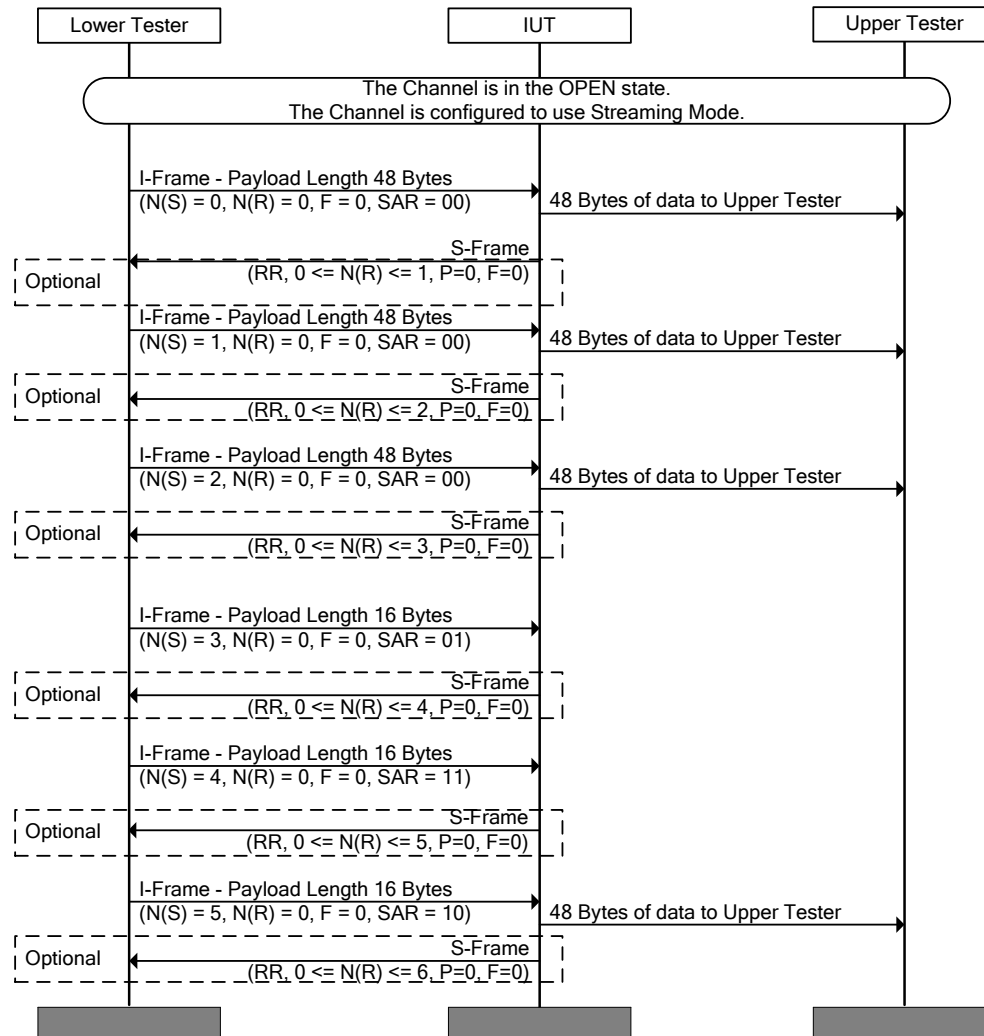 Lower Tester
IUT
Upper Tester
The Channel is in the OPEN state.
The Channel is configured to use Streaming Mode.
I-Frame - Payload Length 48 Bytes
(N(S) = 0, N(R) = 0, F = 0, SAR = 00)
48 Bytes of data to Upper Tester
S-Frame
Optional
(RR, 0 <= N(R) <= 1, P=0, F=0)
I-Frame - Payload Length 48 Bytes
(N(S) = 1, N(R) = 0, F = 0, SAR = 00)
48 Bytes of data to Upper Tester
S-Frame
Optional
(RR, 0 <= N(R) <= 2, P=0, F=0)
I-Frame - Payload Length 48 Bytes
(N(S) = 2, N(R) = 0, F = 0, SAR = 00)
48 Bytes of data to Upper Tester
S-Frame
Optional
(RR, 0 <= N(R) <= 3, P=0, F=0)
I-Frame - Payload Length 16 Bytes
(N(S) = 3, N(R) = 0, F = 0, SAR = 01)
S-Frame
Optional
(RR, 0 <= N(R) <= 4, P=0, F=0)
I-Frame - Payload Length 16 Bytes
(N(S) = 4, N(R) = 0, F = 0, SAR = 11)
S-Frame
Optional
(RR, 0 <= N(R) <= 5, P=0, F=0)
I-Frame - Payload Length 16 Bytes
(N(S) = 5, N(R) = 0, F = 0, SAR = 10)
48 Bytes of data to Upper Tester
S-Frame
Optional
(RR, 0 <= N(R) <= 6, P=0, F=0)